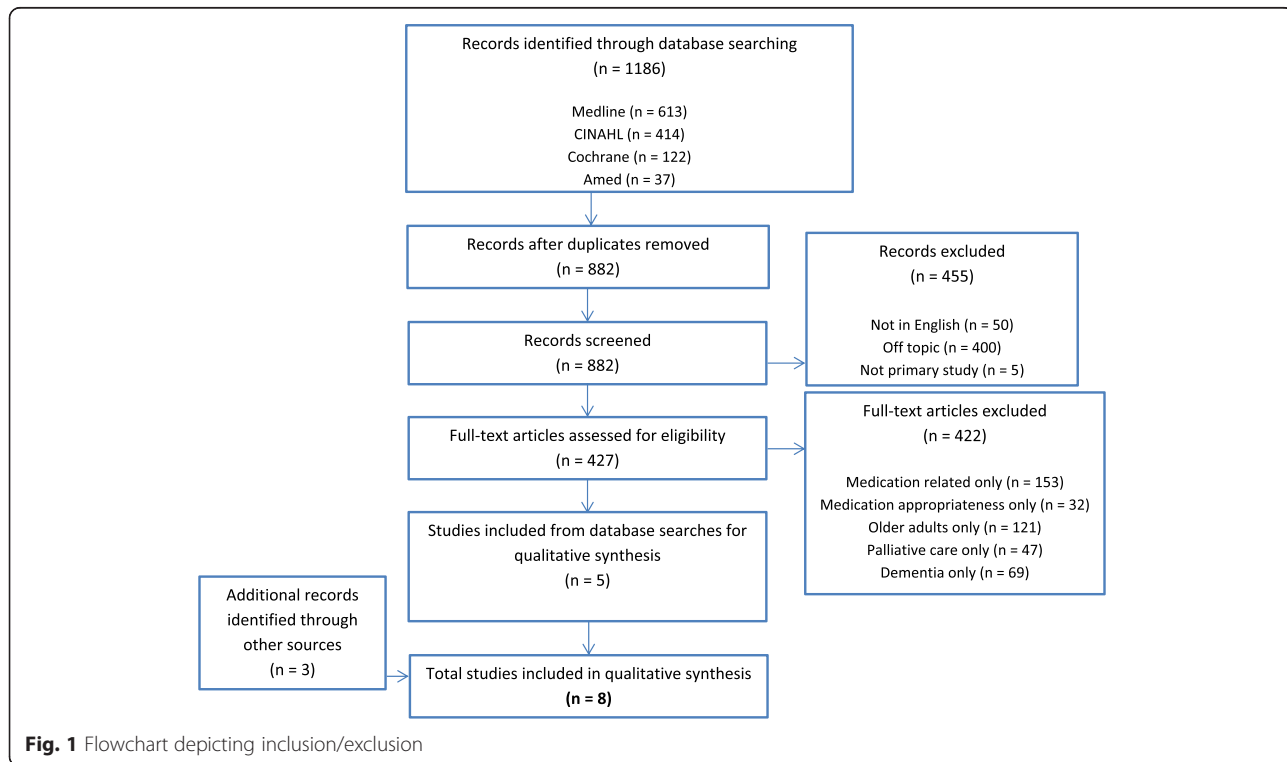 Records identified through database searching
(n = 1186)
Medline (n = 613)
CINAHL (n = 414)
Cochrane (n = 122)
Amed (n = 37)
Records after duplicates removed
(n = 882)
Records excluded
(n = 455)
Not in English (n = 50)
Off topic (n = 400)
Not primary study (n = 5)
Records screened
(n = 882)
Full-text articles assessed for eligibility
(n = 427)
Full-text articles excluded
(n = 422)
Medication related only (n = 153)
Medication appropriateness only (n = 32)
Older adults only (n = 121)
Palliative care only (n = 47)
Dementia only (n = 69)
Studies included from database searches for
qualitative synthesis
(n = 5)
Additional records
identified through
other sources
(n = 3)
Total studies included in qualitative synthesis
(n = 8)
Fig. 1 Flowchart depicting inclusion/exclusion